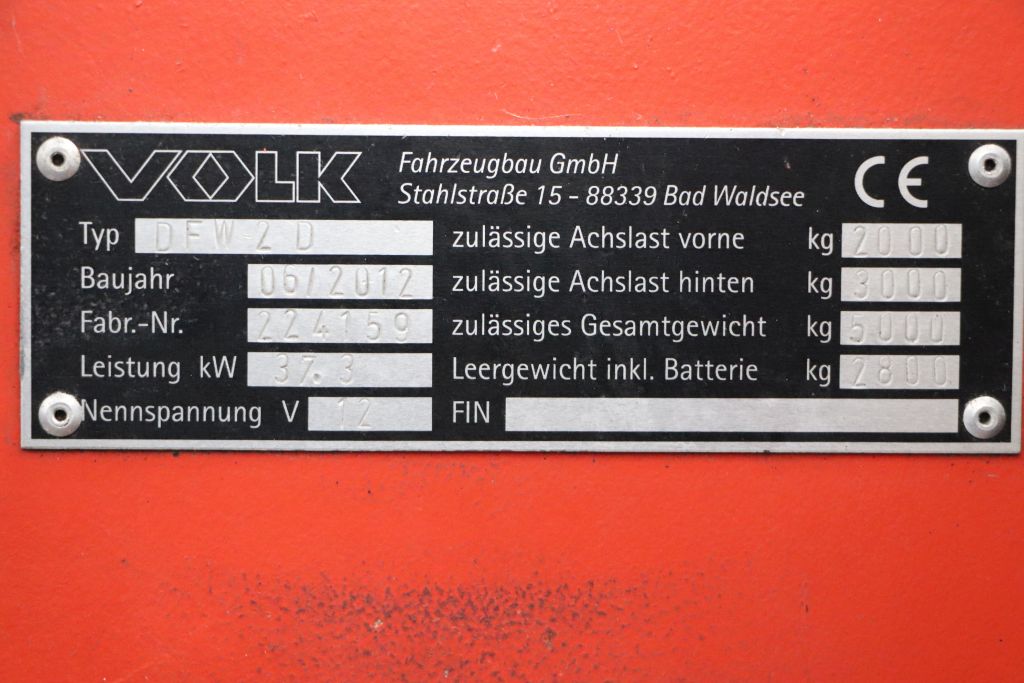 VOLK Fahrzeugbau GmbH
Stahlstraße 15 - 88339 Bad Waldsee CE
Typ DFW 2 D zulässige Achslast vorne kg 2000
Baujahr 06/2012 zulässige Achslast hinten kg 3000
Fabr.-Nr. 224159 zulässiges Gesamtgewicht kg 5000
Leistung kW 37.3 Leergewicht inkl. Batterie kg 2800
Nennspannung V 12 FIN